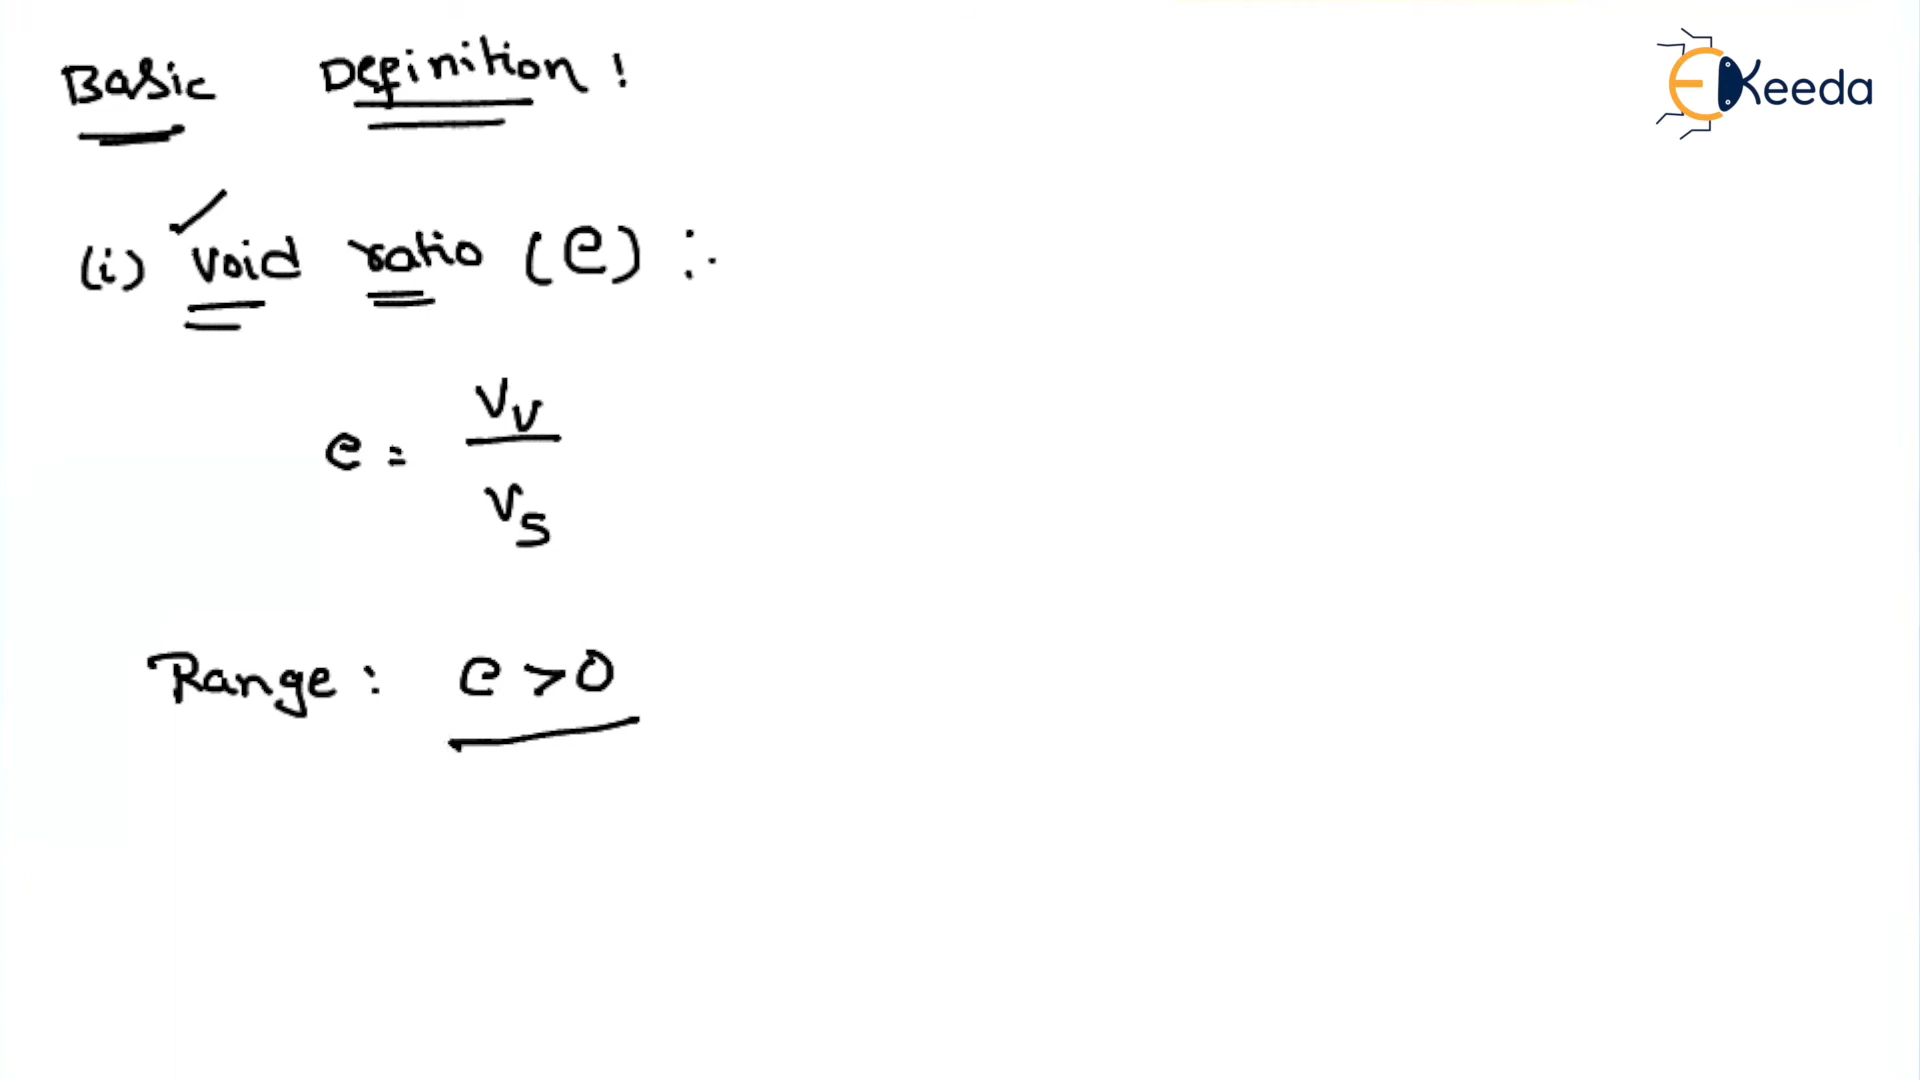 Basic Definition :
EKeeda
(i) void ratio (e) :-
e = Vv / Vs
Range : e > 0